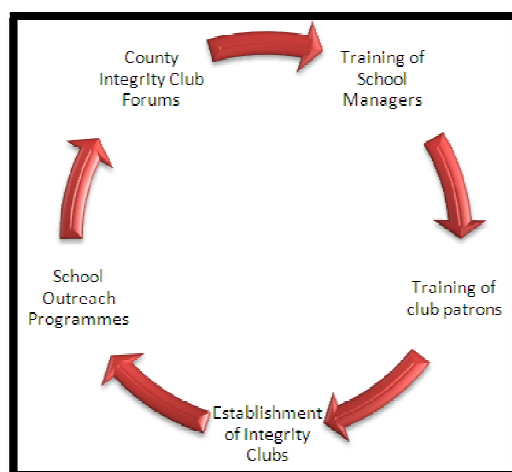 County
Integrity Club
Forums
Training of
School
Managers
Training of
club patrons
Establishment
of Integrity
Clubs
School
Outreach
Programmes